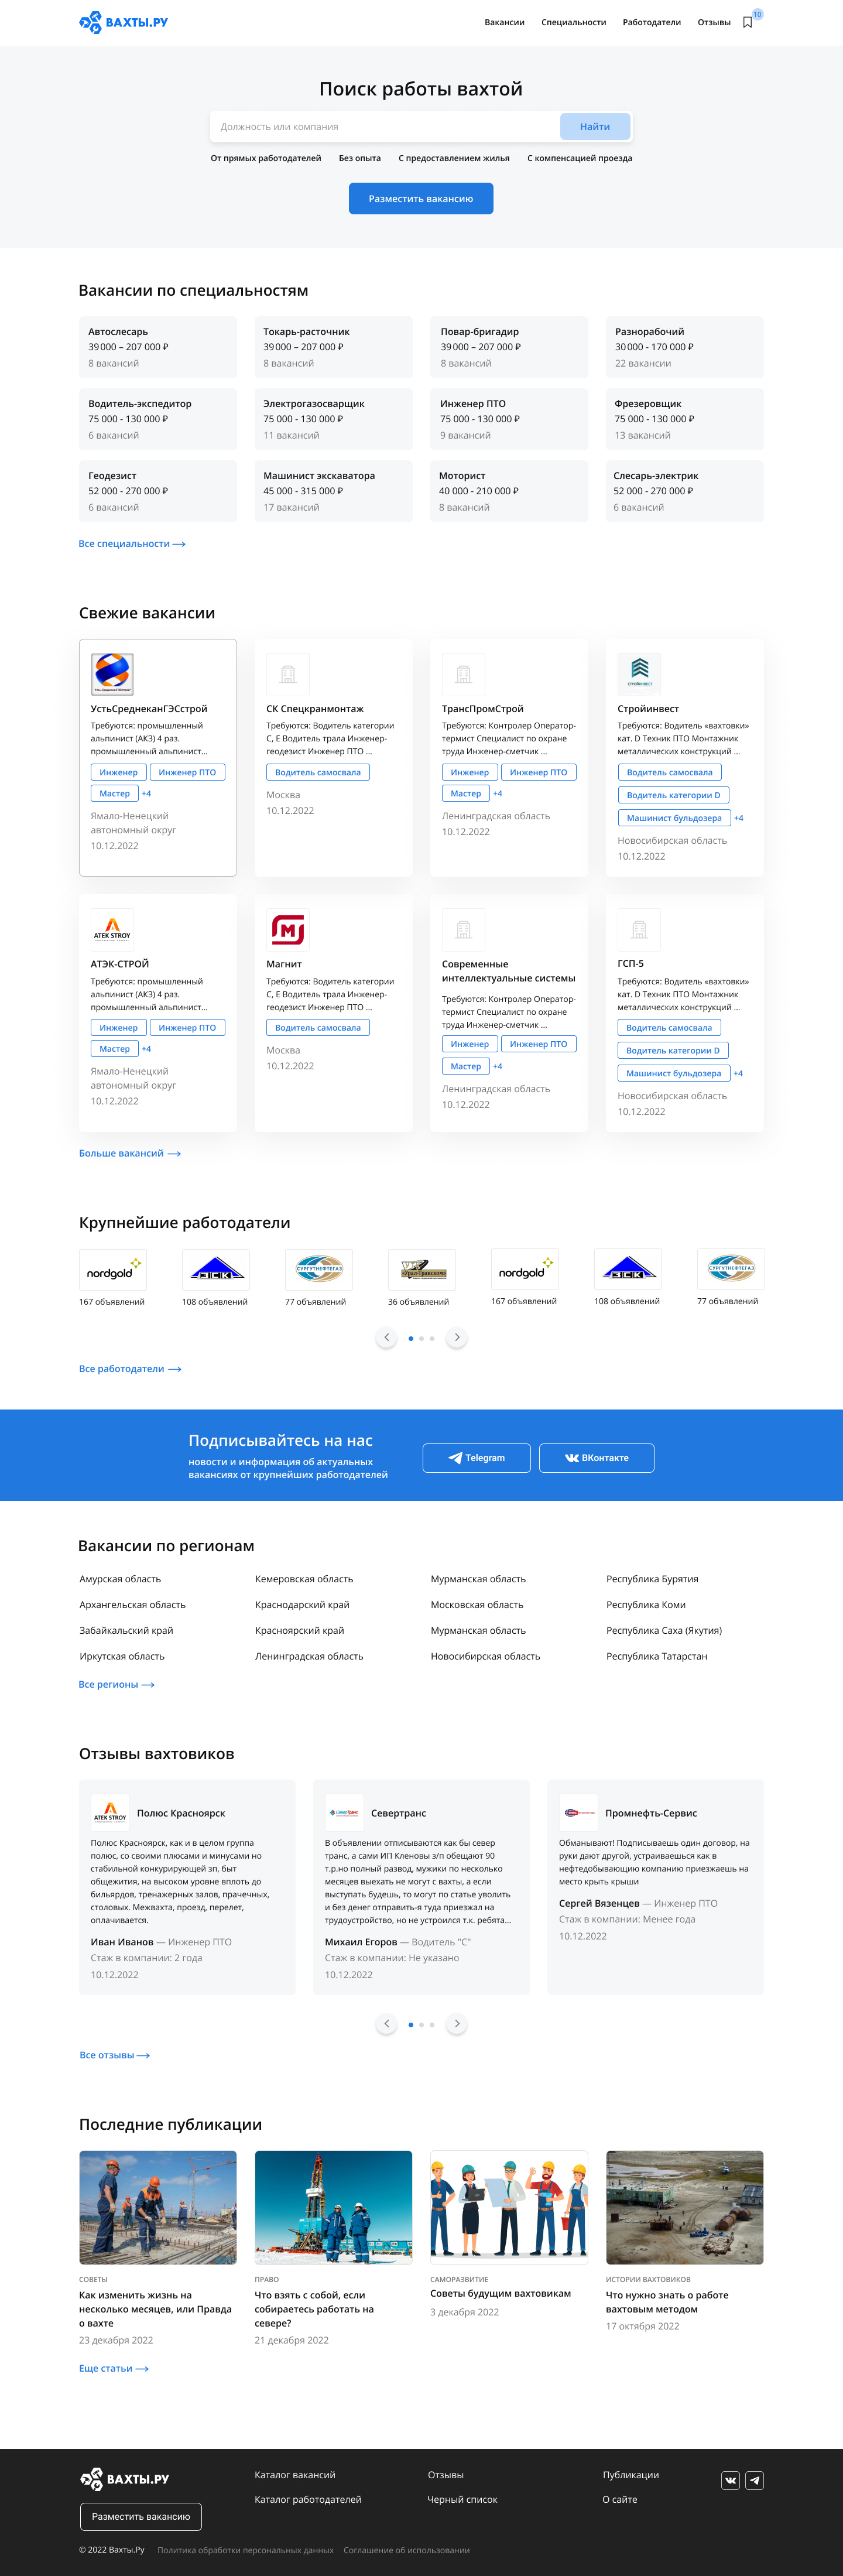 ВАХТЫ.РУ
Вакансии Специальности Работодатели Отзывы 10
Поиск работы вахтой
Должность или компания Найти
От прямых работодателей Без опыта С предоставлением жилья С компенсацией проезда
Разместить вакансию
Вакансии по специальностям
Автослесарь
39 000 – 207 000 ₽
8 вакансий
Токарь-расточник
39 000 – 207 000 ₽
8 вакансий
Повар-бригадир
39 000 – 207 000 ₽
8 вакансий
Разнорабочий
30 000 - 170 000 ₽
22 вакансии
Водитель-экспедитор
75 000 - 130 000 ₽
6 вакансий
Электрогазосварщик
75 000 - 130 000 ₽
11 вакансий
Инженер ПТО
75 000 - 130 000 ₽
9 вакансий
Фрезеровщик
75 000 - 130 000 ₽
13 вакансий
Геодезист
52 000 - 270 000 ₽
6 вакансий
Машинист экскаватора
45 000 - 315 000 ₽
17 вакансий
Моторист
40 000 - 210 000 ₽
8 вакансий
Слесарь-электрик
52 000 - 270 000 ₽
6 вакансий
Все специальности
Свежие вакансии
УстьСреднеканГЭСстрой
Требуются: промышленный
альпинист (АКЗ) 4 раз.
промышленный альпинист...
Инженер Инженер ПТО
Мастер +4
Ямало-Ненецкий
автономный округ
10.12.2022
СК Спецкранмонтаж
Требуются: Водитель категории
С, Е Водитель трала Инженер-
геодезист Инженер ПТО ...
Водитель самосвала
Москва
10.12.2022
ТрансПромСтрой
Требуются: Контролер Оператор-
термист Специалист по охране
труда Инженер-сметчик ...
Инженер Инженер ПТО
Мастер +4
Ленинградская область
10.12.2022
СТРОЙИНВЕСТ
Стройинвест
Требуются: Водитель «вахтовки»
кат. D Техник ПТО Монтажник
металлических конструкций ...
Водитель самосвала
Водитель категории D
Машинист бульдозера +4
Новосибирская область
10.12.2022
ATEK STROY
АТЭК-СТРОЙ
Требуются: промышленный
альпинист (АКЗ) 4 раз.
промышленный альпинист...
Инженер Инженер ПТО
Мастер +4
Ямало-Ненецкий
автономный округ
10.12.2022
М
Магнит
Требуются: Водитель категории
С, Е Водитель трала Инженер-
геодезист Инженер ПТО ...
Водитель самосвала
Москва
10.12.2022
Современные
интеллектуальные системы
Требуются: Контролер Оператор-
термист Специалист по охране
труда Инженер-сметчик ...
Инженер Инженер ПТО
Мастер +4
Ленинградская область
10.12.2022
ГСП-5
Требуются: Водитель «вахтовки»
кат. D Техник ПТО Монтажник
металлических конструкций ...
Водитель самосвала
Водитель категории D
Машинист бульдозера +4
Новосибирская область
10.12.2022
Больше вакансий
Крупнейшие работодатели
nordgold
167 объявлений
ЗСК
108 объявлений
СУРГУТНЕФТЕГАЗ
77 объявлений
36 объявлений
nordgold
167 объявлений
ЗСК
108 объявлений
СУРГУТНЕФТЕГАЗ
77 объявлений
Все работодатели
Подписывайтесь на нас
новости и информация об актуальных
вакансиях от крупнейших работодателей
Telegram ВКонтакте
Вакансии по регионам
Амурская область Кемеровская область Мурманская область Республика Бурятия
Архангельская область Краснодарский край Московская область Республика Коми
Забайкальский край Красноярский край Мурманская область Республика Саха (Якутия)
Иркутская область Ленинградская область Новосибирская область Республика Татарстан
Все регионы
Отзывы вахтовиков
ATEK STROY
Полюс Красноярск
Полюс Красноярск, как и в целом группа
полюс, со своими плюсами и минусами но
стабильной конкурирующей зп, быт
общежития, на высоком уровне вплоть до
бильярдов, тренажерных залов, прачечных,
столовых. Межвахта, проезд, перелет,
оплачивается.
Иван Иванов — Инженер ПТО
Стаж в компании: 2 года
10.12.2022
Севертранс
В объявлении отписываются как бы север
транс, а сами ИП Кленовы з/п обещают 90
т.р.но полный развод, мужики по несколько
месяцев выехать не могут с вахты, а если
выступать будешь, то могут по статье уволить
и без денег отправить-я туда приезжал на
трудоустройство, но не устроился т.к. ребята...
Михаил Егоров — Водитель "С"
Стаж в компании: Не указано
10.12.2022
Промнефть-Сервис
Обманывают! Подписываешь один договор, на
руки дают другой, устраиваешься как в
нефтедобывающую компанию приезжаешь на
место крыть крыши
Сергей Вязенцев — Инженер ПТО
Стаж в компании: Менее года
10.12.2022
Все отзывы
Последние публикации
СОВЕТЫ
Как изменить жизнь на
несколько месяцев, или Правда
о вахте
23 декабря 2022
ПРАВО
Что взять с собой, если
собираетесь работать на
севере?
21 декабря 2022
САМОРАЗВИТИЕ
Советы будущим вахтовикам
3 декабря 2022
ИСТОРИИ ВАХТОВИКОВ
Что нужно знать о работе
вахтовым методом
17 октября 2022
Еще статьи
ВАХТЫ.РУ
Разместить вакансию
Каталог вакансий Отзывы Публикации
Каталог работодателей Черный список О сайте
© 2022 Вахты.Ру Политика обработки персональных данных Соглашение об использовании